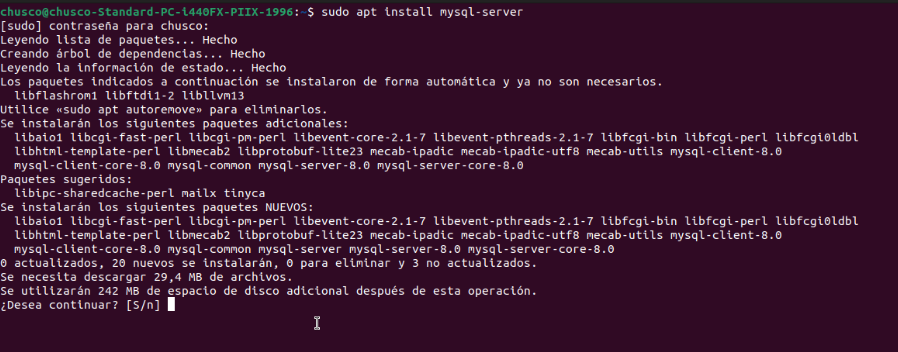 chusco@chusco-Standard-PC-i440FX-PIIX-1996:~$ sudo apt install mysql-server
[sudo] contraseña para chusco:
Leyendo lista de paquetes... Hecho
Creando árbol de dependencias... Hecho
Leyendo la información de estado... Hecho
Los paquetes indicados a continuación se instalaron de forma automática y ya no son necesarios.
  libflashrom1 libftdi1-2 libllvm13
Utilice «sudo apt autoremove» para eliminarlos.
Se instalarán los siguientes paquetes adicionales:
  libaio1 libcgi-fast-perl libcgi-pm-perl libevent-core-2.1-7 libevent-pthreads-2.1-7 libfcgi-bin libfcgi-perl libfcgi0ldbl
  libhtml-template-perl libmecab2 libprotobuf-lite23 mecab-ipadic mecab-ipadic-utf8 mecab-utils mysql-client-8.0
  mysql-client-core-8.0 mysql-common mysql-server-8.0 mysql-server-core-8.0
Paquetes sugeridos:
  libipc-sharedcache-perl mailx tinyca
Se instalarán los siguientes paquetes NUEVOS:
  libaio1 libcgi-fast-perl libcgi-pm-perl libevent-core-2.1-7 libevent-pthreads-2.1-7 libfcgi-bin libfcgi-perl libfcgi0ldbl
  libhtml-template-perl libmecab2 libprotobuf-lite23 mecab-ipadic mecab-ipadic-utf8 mecab-utils mysql-client-8.0
  mysql-client-core-8.0 mysql-common mysql-server mysql-server-8.0 mysql-server-core-8.0
0 actualizados, 20 nuevos se instalarán, 0 para eliminar y 3 no actualizados.
Se necesita descargar 29,4 MB de archivos.
Se utilizarán 242 MB de espacio de disco adicional después de esta operación.
¿Desea continuar? [S/n]